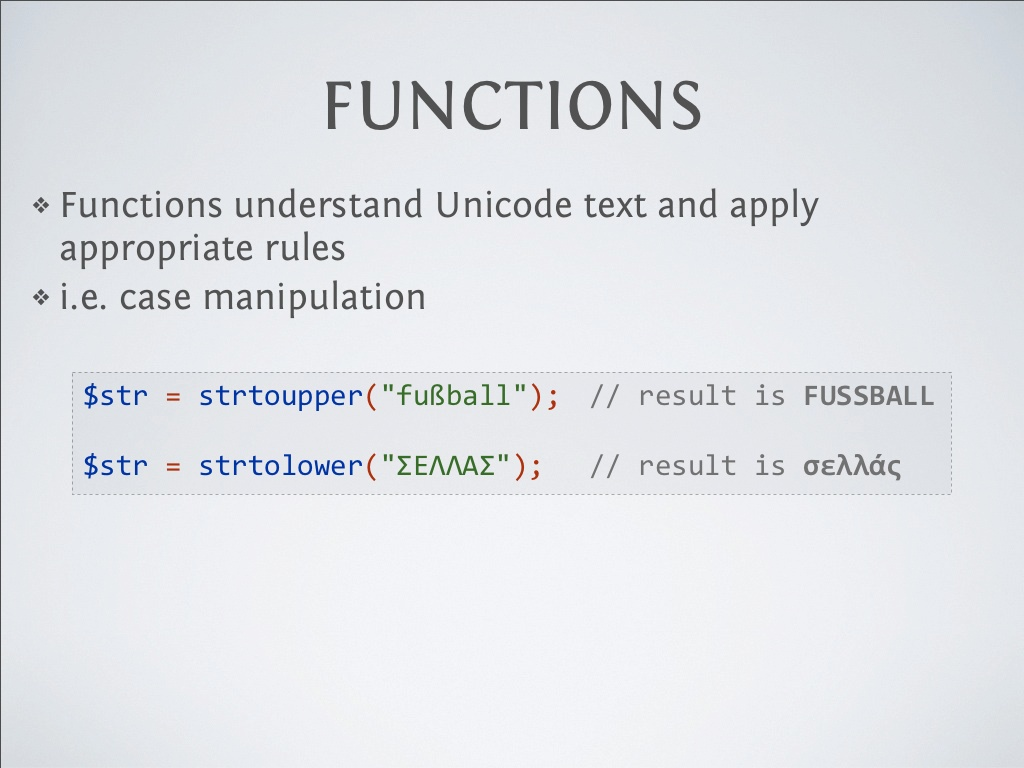 FUNCTIONS
❖ Functions understand Unicode text and apply
appropriate rules
❖ i.e. case manipulation
$str = strtoupper("fußball"); // result is FUSSBALL
$str = strtolower("ΣΕΛΛΑΣ"); // result is σελλάς